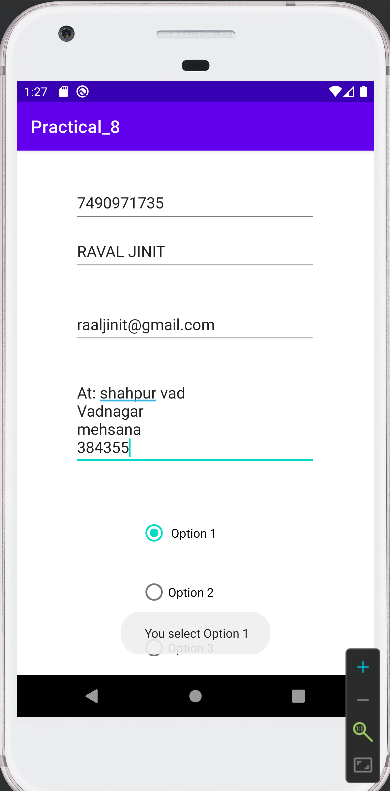 1:27
Practical_8
7490971735
RAVAL JINIT
raaljinit@gmail.com
At: shahpur vad
Vadnagar
mehsana
384355
Option 1
Option 2
You select Option 1
Option 3